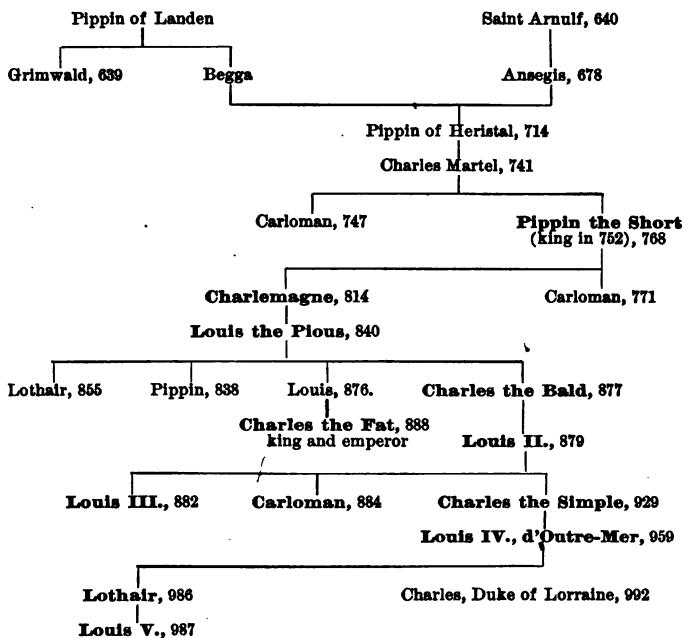 Pippin of Landen
Saint Arnulf, 640
Grimwald, 639
Begga
Ansegis, 678
Pippin of Heristal, 714
Charles Martel, 741
Carloman, 747
Pippin the Short
(king in 752), 768
Charlemagne, 814
Carloman, 771
Louis the Pious, 840
Lothair, 855
Pippin, 838
Louis, 876.
Charles the Bald, 877
Charles the Fat, 888
king and emperor
Louis II., 879
Louis III., 882
Carloman, 884
Charles the Simple, 929
Louis IV., d'Outre-Mer, 959
Lothair, 986
Charles, Duke of Lorraine, 992
Louis V., 987